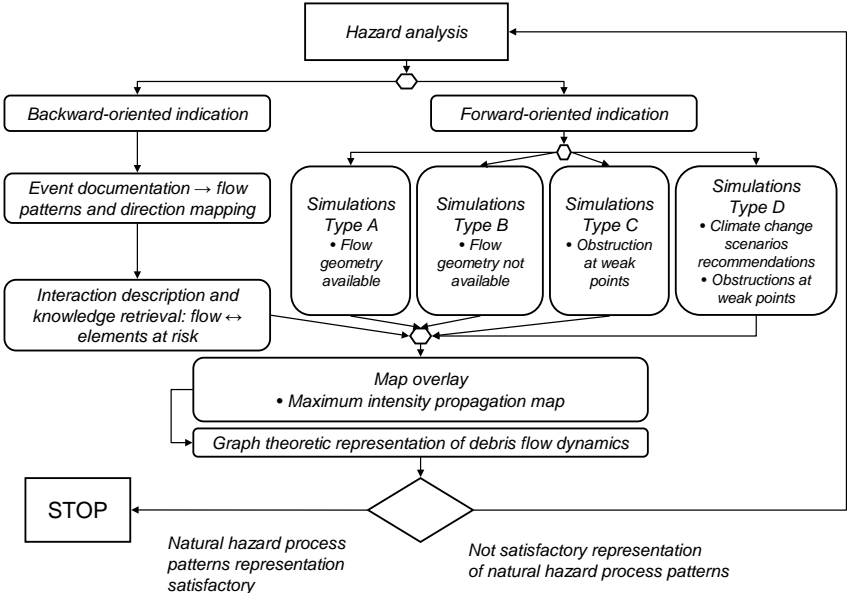 Hazard analysis
Backward-oriented indication
Forward-oriented indication
Event documentation → flow
patterns and direction mapping
Interaction description and
knowledge retrieval: flow ↔
elements at risk
Simulations
Type A
• Flow
geometry
available
Simulations
Type B
• Flow
geometry not
available
Simulations
Type C
• Obstruction
at weak
points
Simulations
Type D
• Climate change
scenarios
recommendations
• Obstructions at
weak points
Map overlay
• Maximum intensity propagation map
Graph theoretic representation of debris flow dynamics
STOP
Natural hazard process
patterns representation
satisfactory
Not satisfactory representation
of natural hazard process patterns